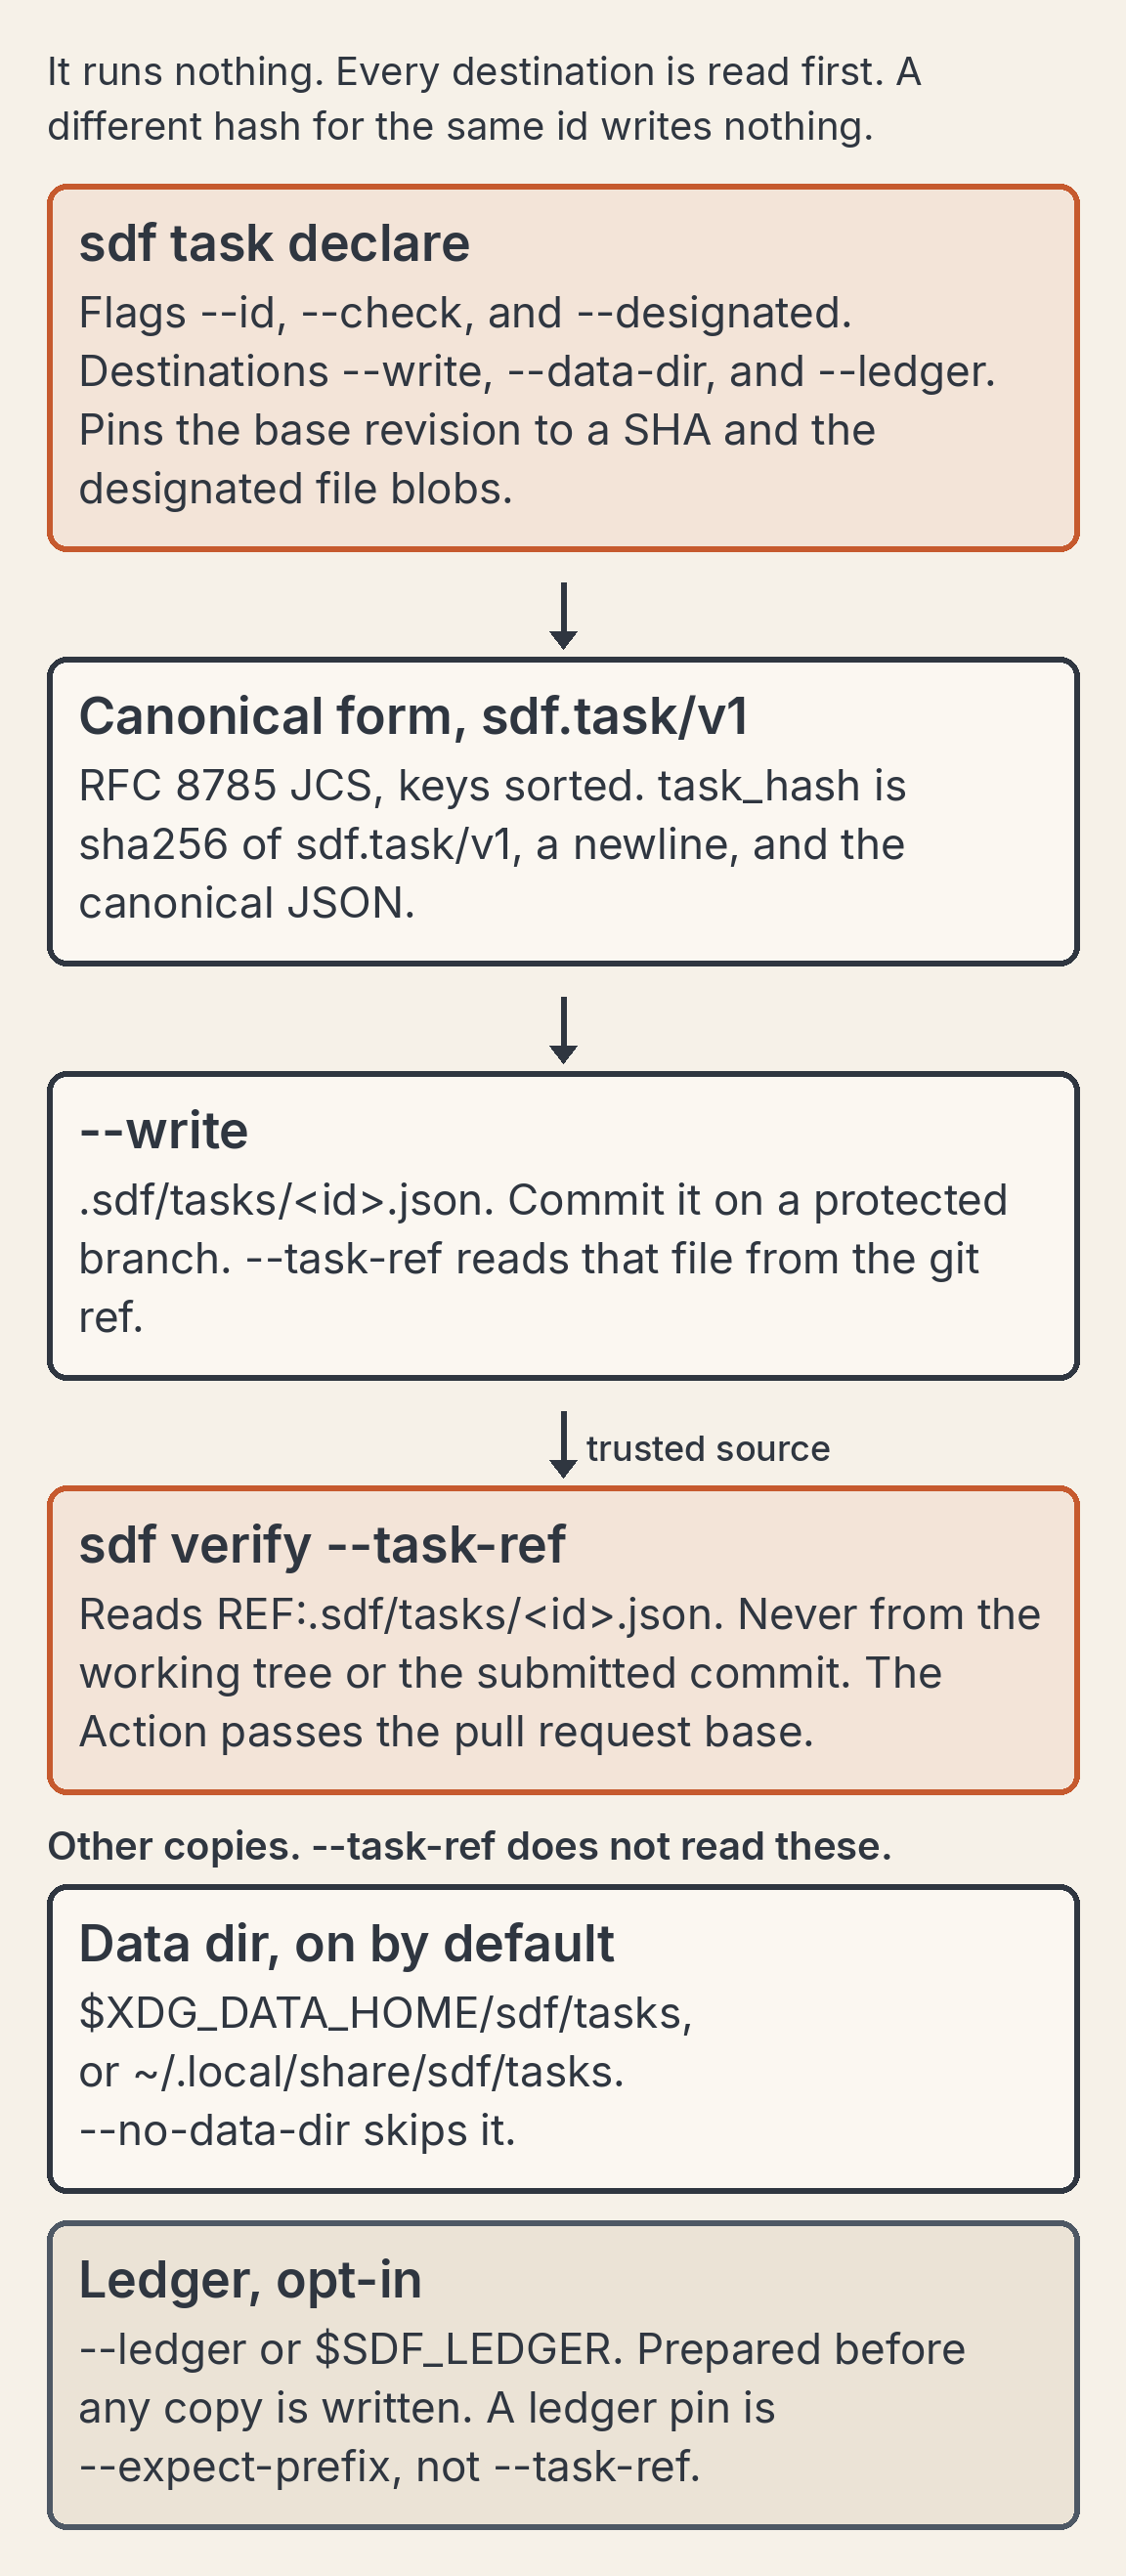 It runs nothing. Every destination is read first. A
different hash for the same id writes nothing.
sdf task declare
Flags --id, --check, and --designated.
Destinations --write, --data-dir, and --ledger.
Pins the base revision to a SHA and the
designated file blobs.
Canonical form, sdf.task/v1
RFC 8785 JCS, keys sorted. task_hash is
sha256 of sdf.task/v1, a newline, and the
canonical JSON.
--write
.sdf/tasks/<id>.json. Commit it on a protected
branch. --task-ref reads that file from the git
ref.
trusted source
sdf verify --task-ref
Reads REF:.sdf/tasks/<id>.json. Never from the
working tree or the submitted commit. The
Action passes the pull request base.
Other copies. --task-ref does not read these.
Data dir, on by default
$XDG_DATA_HOME/sdf/tasks,
or ~/.local/share/sdf/tasks.
--no-data-dir skips it.
Ledger, opt-in
--ledger or $SDF_LEDGER. Prepared before
any copy is written. A ledger pin is
--expect-prefix, not --task-ref.